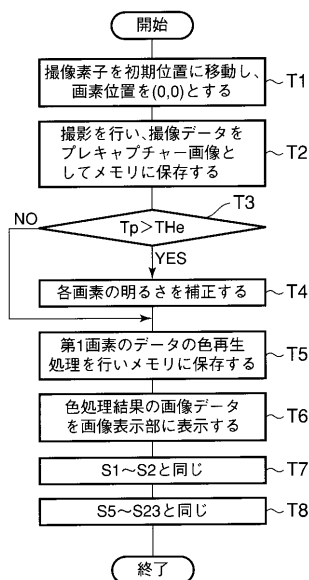 開始
撮像素子を初期位置に移動し、
画素位置を(0,0)とする
T1
撮影を行い、撮像データを
プレキャプチャー画像と
してメモリに保存する
T2
T3
Tp>THe
NO
YES
各画素の明るさを補正する
T4
第1画素のデータの色再生
処理を行いメモリに保存する
T5
色処理結果の画像データ
を画像表示部に表示する
T6
S1~S2と同じ
T7
S5~S23と同じ
T8
終了